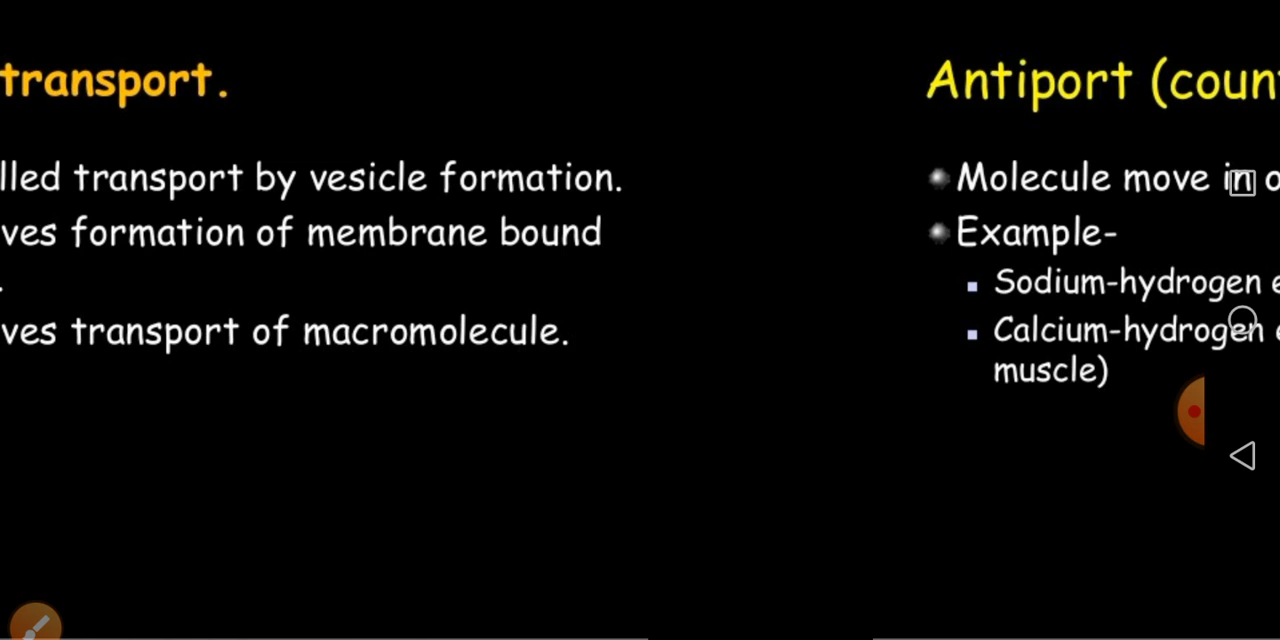 transport.
lled transport by vesicle formation.
ves formation of membrane bound
.
ves transport of macromolecule.
Antiport (coun
Molecule move in o
Example-
Sodium-hydrogen e
Calcium-hydrogen e
muscle)